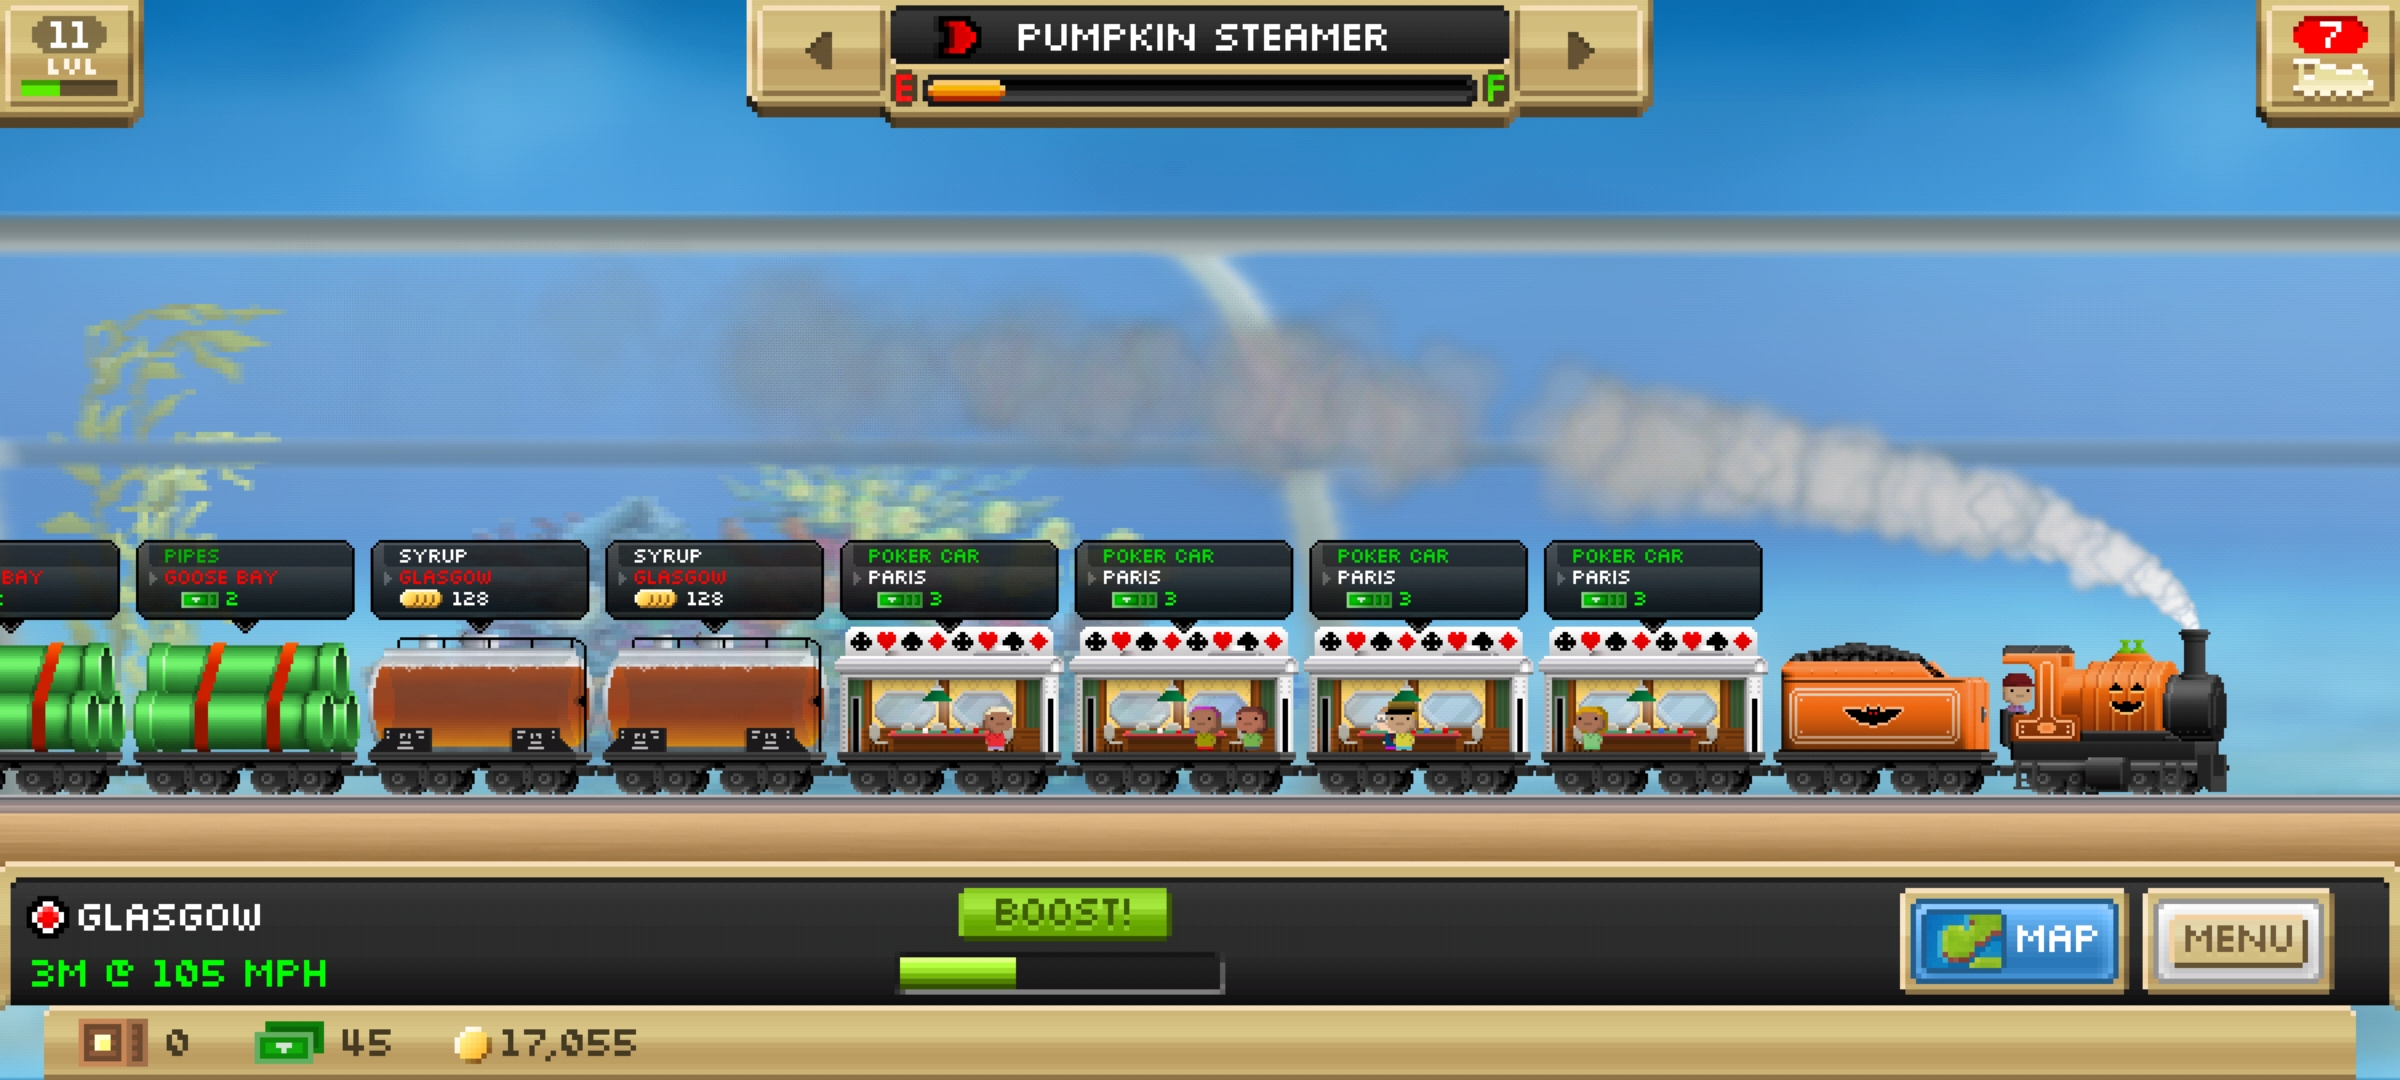 11
LVL
PUMPKIN STEAMER
E
F
7
BAY
PIPES
GOOSE BAY
2
SYRUP
GLASGOW
128
SYRUP
GLASGOW
128
POKER CAR
PARIS
3
POKER CAR
PARIS
3
POKER CAR
PARIS
3
POKER CAR
PARIS
3
GLASGOW
3M @ 105 MPH
BOOST!
MAP
MENU
0
45
17,055